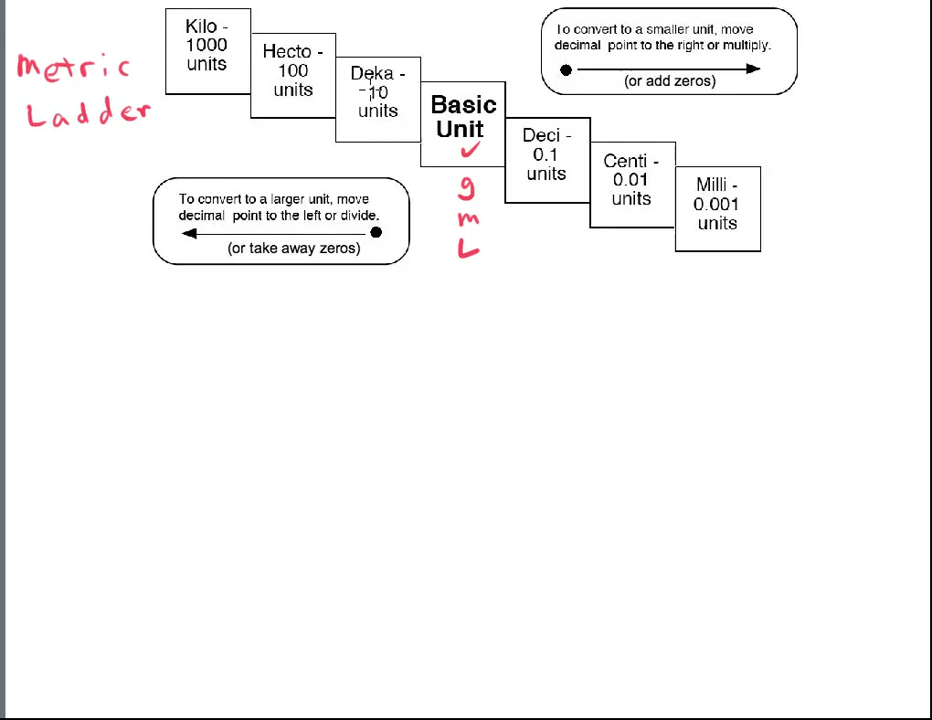 Metric
Ladder
Kilo -
1000
units
Hecto -
100
units
Deka -
10
units
Basic
Unit
g
m
L
Deci -
0.1
units
Centi -
0.01
units
Milli -
0.001
units
To convert to a smaller unit, move
decimal point to the right or multiply.
(or add zeros)
To convert to a larger unit, move
decimal point to the left or divide.
(or take away zeros)